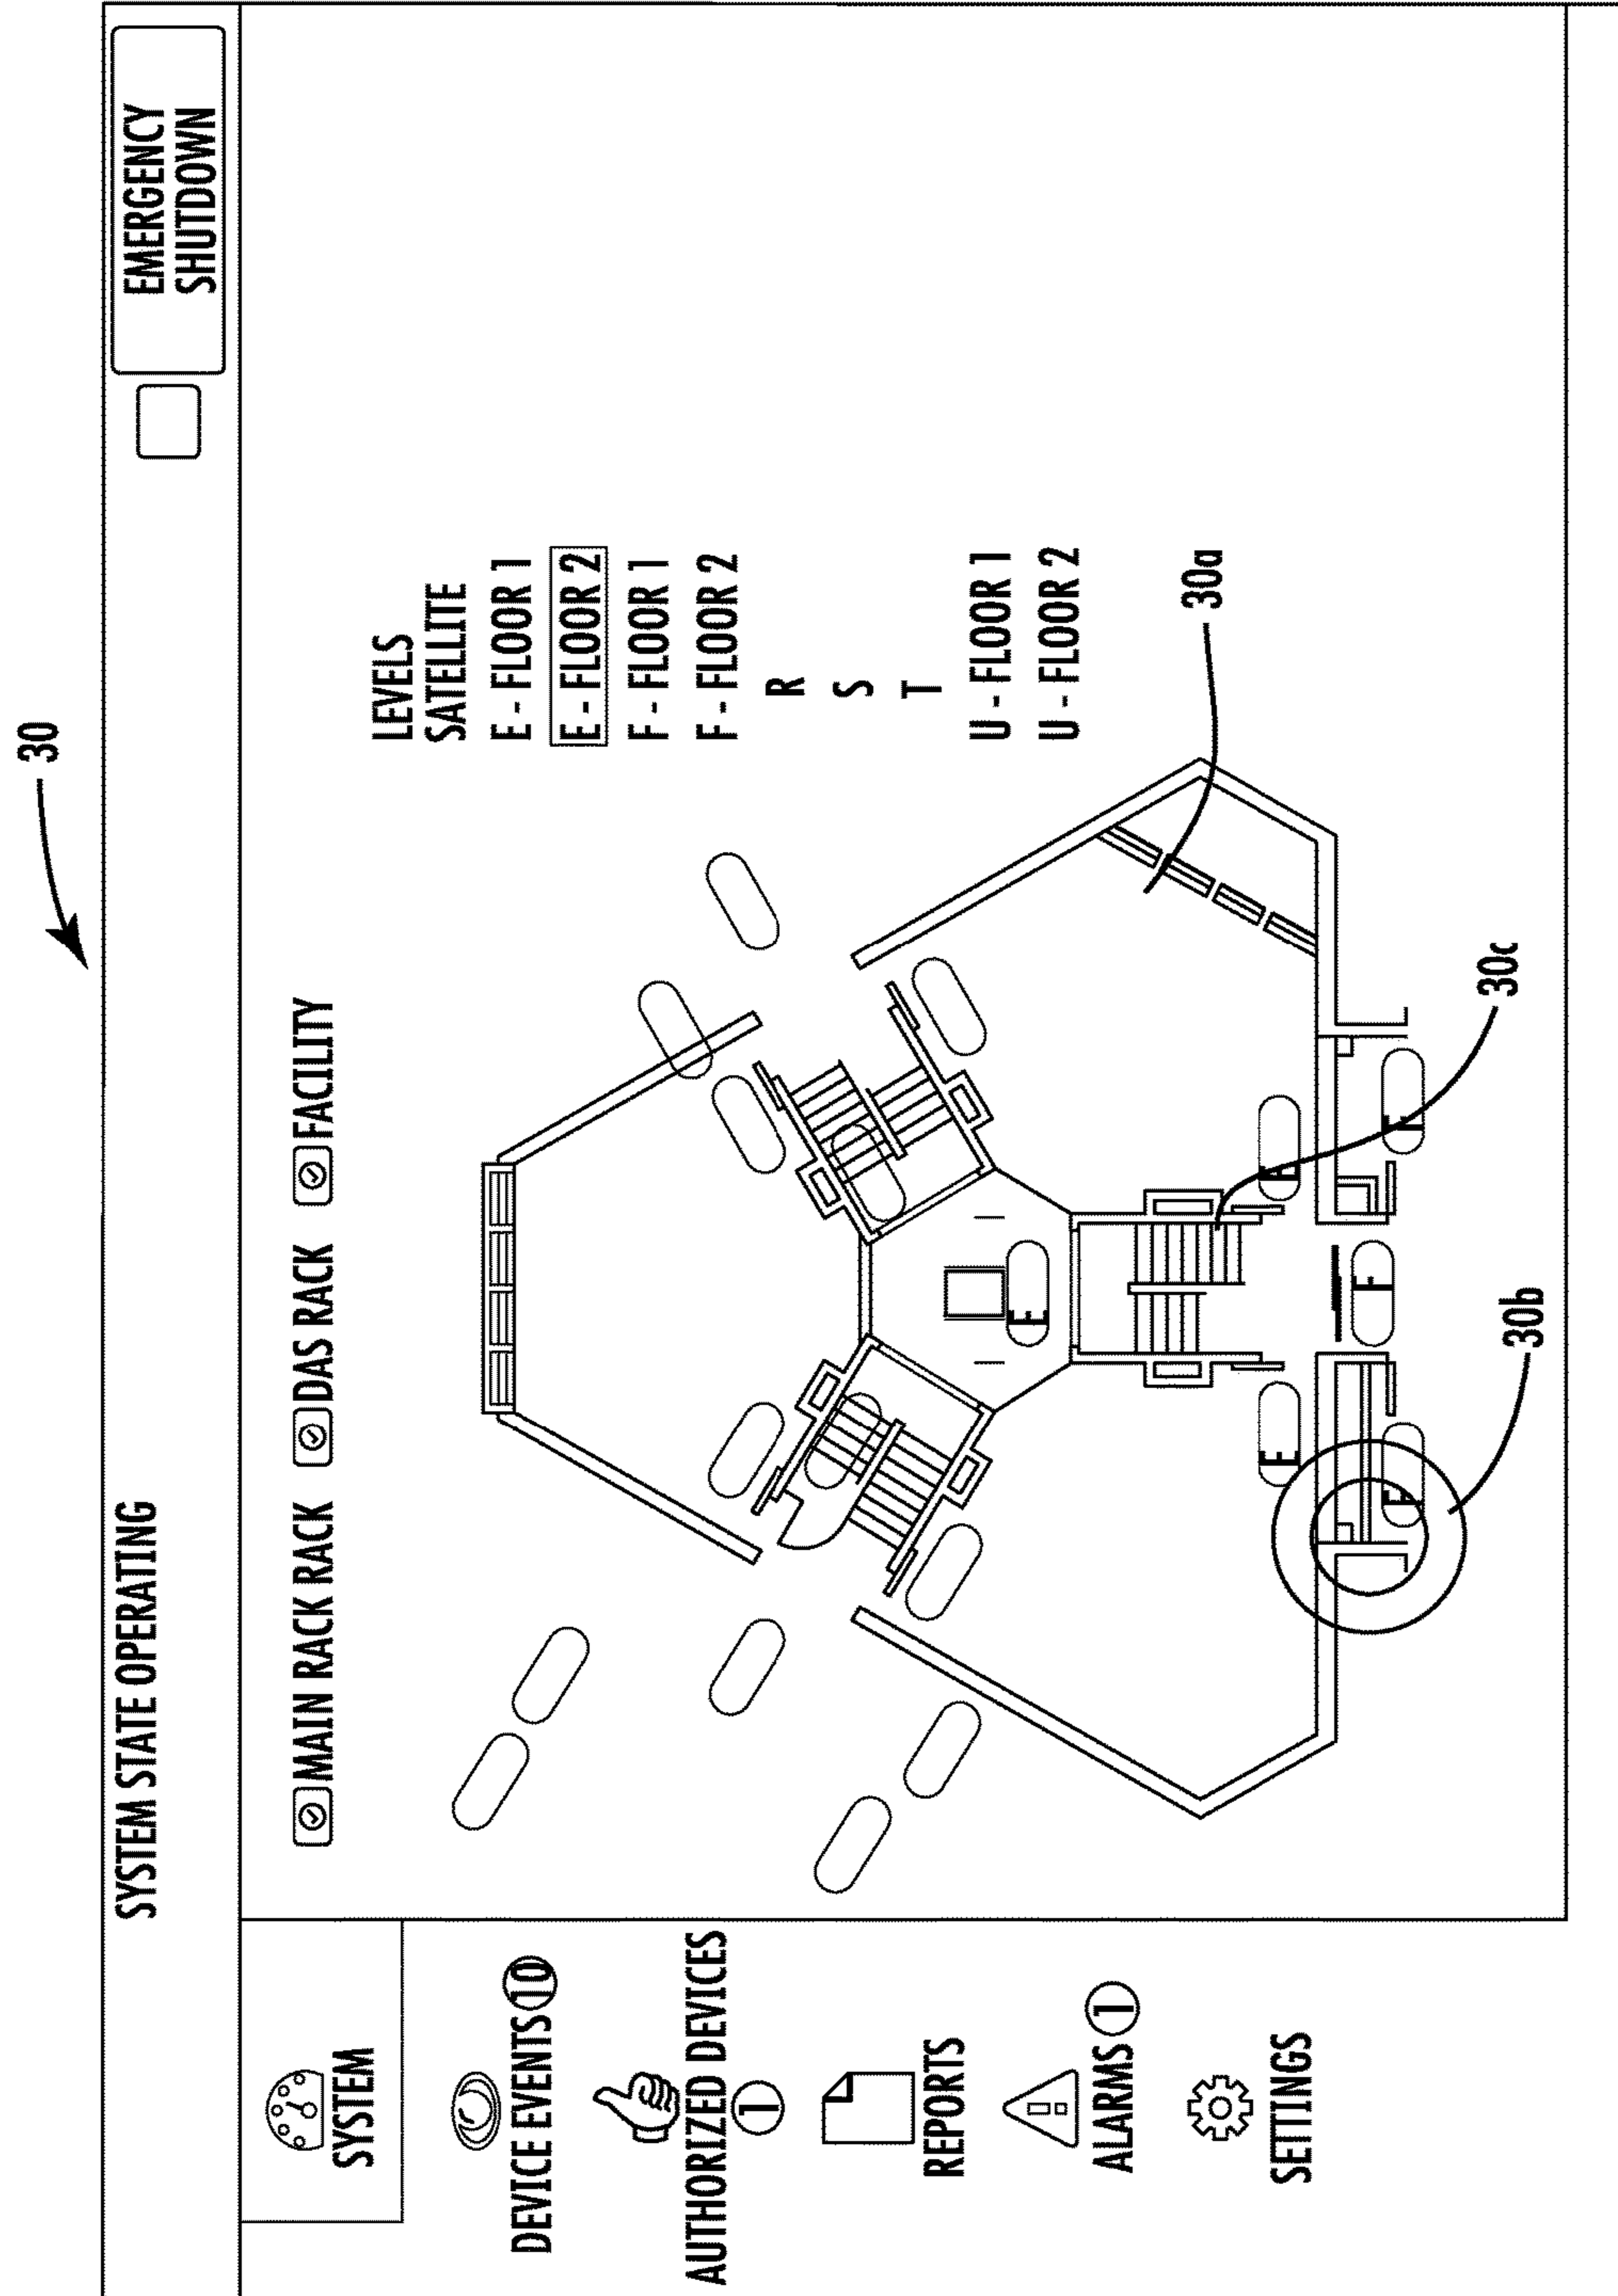 30
SYSTEM STATE OPERATING
EMERGENCY
SHUTDOWN
SYSTEM
DEVICE EVENTS 10
AUTHORIZED DEVICES
1
REPORTS
ALARMS 1
SETTINGS
MAIN RACK RACK
DAS RACK
FACILITY
LEVELS
SATELLITE
E - FLOOR 1
E - FLOOR 2
F - FLOOR 1
F - FLOOR 2
R
S
T
U - FLOOR 1
U - FLOOR 2
30a
E
E
E
F
F
F
30c
30b